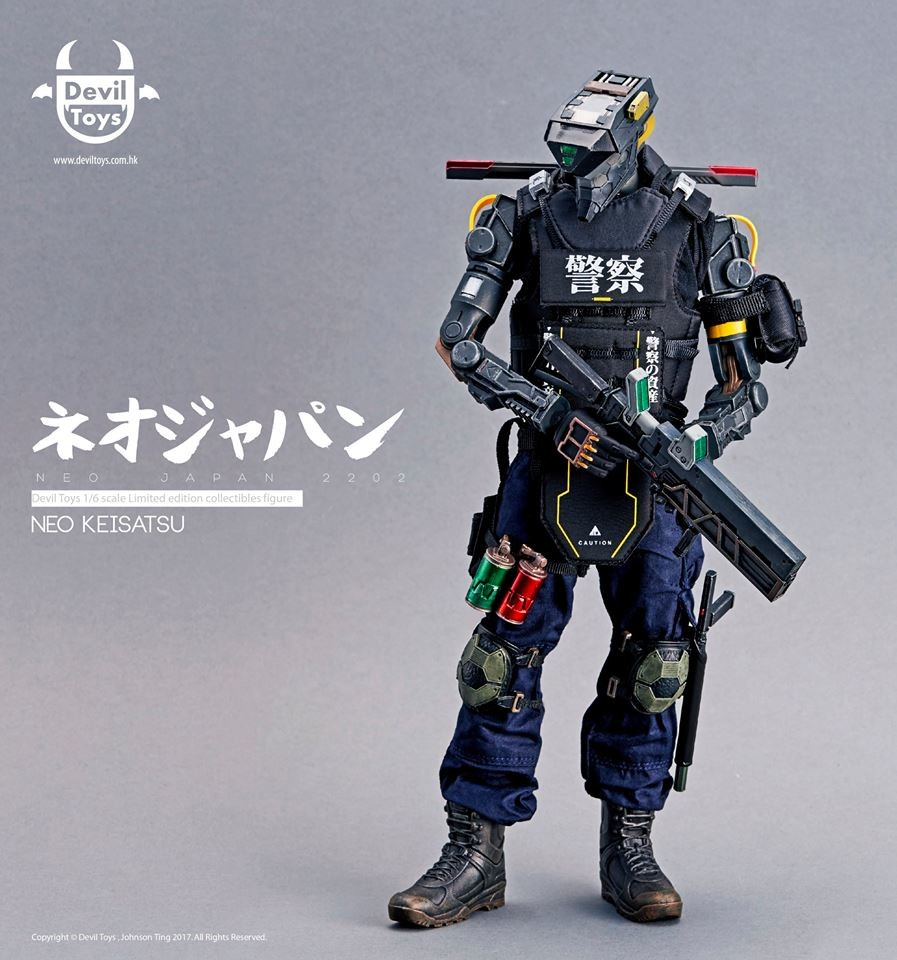 Devil
Toys
www.deviltoys.com.hk
警察
警察の資産
ネオジャパン
NEO JAPAN 2202
Devil Toys 1/6 scale Limited edition collectibles figure
NEO KEISATSU
CAUTION
Copyright © Devil Toys , Johnson Ting 2017. All Rights Reserved.